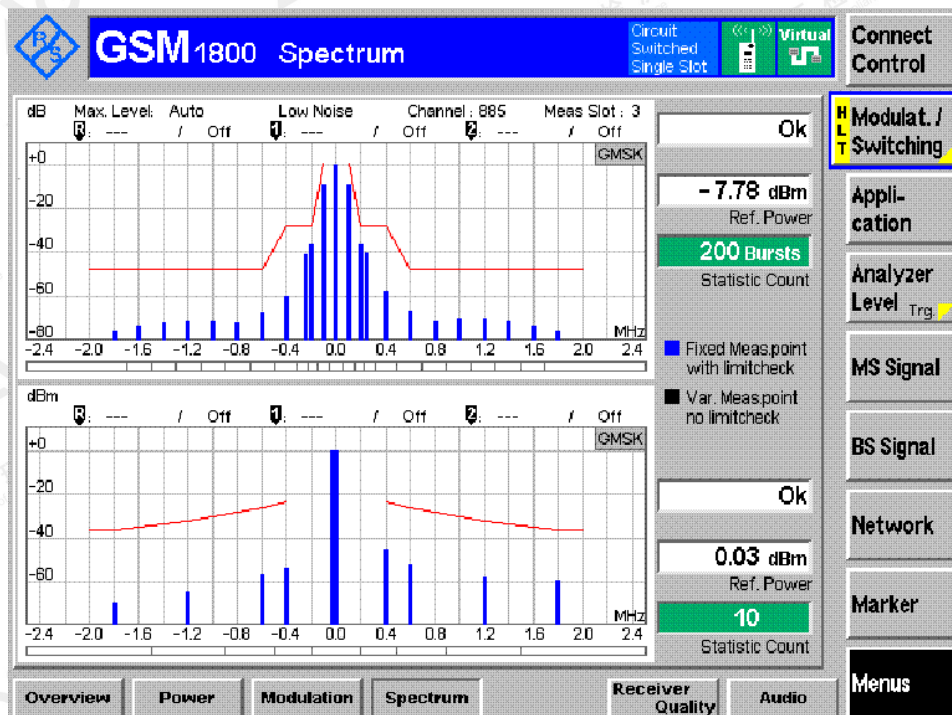 R&S
GSM 1800 Spectrum
Circuit Switched Single Slot
Virtual
Connect Control
dB Max. Level: Auto Low Noise Channel : 885 Meas Slot : 3
R: --- / Off 1: --- / Off 2: --- / Off
GMSK
+0
-20
-40
-60
-80
MHz
-2.4 -2.0 -1.6 -1.2 -0.8 -0.4 0.0 0.4 0.8 1.2 1.6 2.0 2.4
Ok
-7.78 dBm
Ref. Power
200 Bursts
Statistic Count
Fixed Meas.point
with limitcheck
Var. Meas.point
no limitcheck
dBm
R: --- / Off 1: --- / Off 2: --- / Off
GMSK
+0
-20
-40
-60
MHz
-2.4 -2.0 -1.6 -1.2 -0.8 -0.4 0.0 0.4 0.8 1.2 1.6 2.0 2.4
Ok
0.03 dBm
Ref. Power
10
Statistic Count
HLT
Modulat. /
Switching
Appli-
cation
Analyzer
Level Trg.
MS Signal
BS Signal
Network
Marker
Menus
Overview Power Modulation Spectrum Receiver Quality Audio